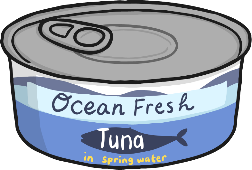 Ocean Fresh
Tuna
in spring water